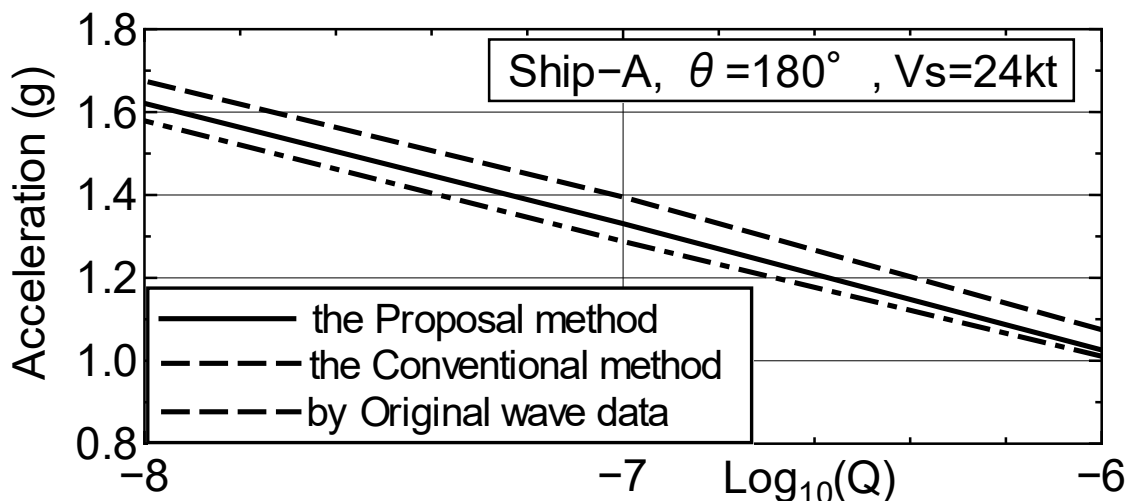 1.8
1.6
1.4
1.2
1.0
0.8
Acceleration (g)
Ship−A, θ =180° , Vs=24kt
the Proposal method
the Conventional method
by Original wave data
−8
−7
Log₁₀(Q)
−6